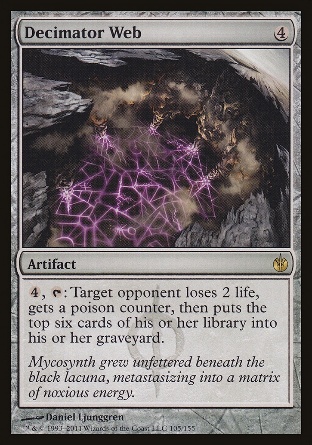 Decimator Web 4
Artifact
4, T: Target opponent loses 2 life,
gets a poison counter, then puts the
top six cards of his or her library into
his or her graveyard.
Mycosynth grew unfettered beneath the
black lacuna, metastasizing into a matrix
of noxious energy.
Daniel Ljunggren
™ & © 1993–2011 Wizards of the Coast LLC 105/155